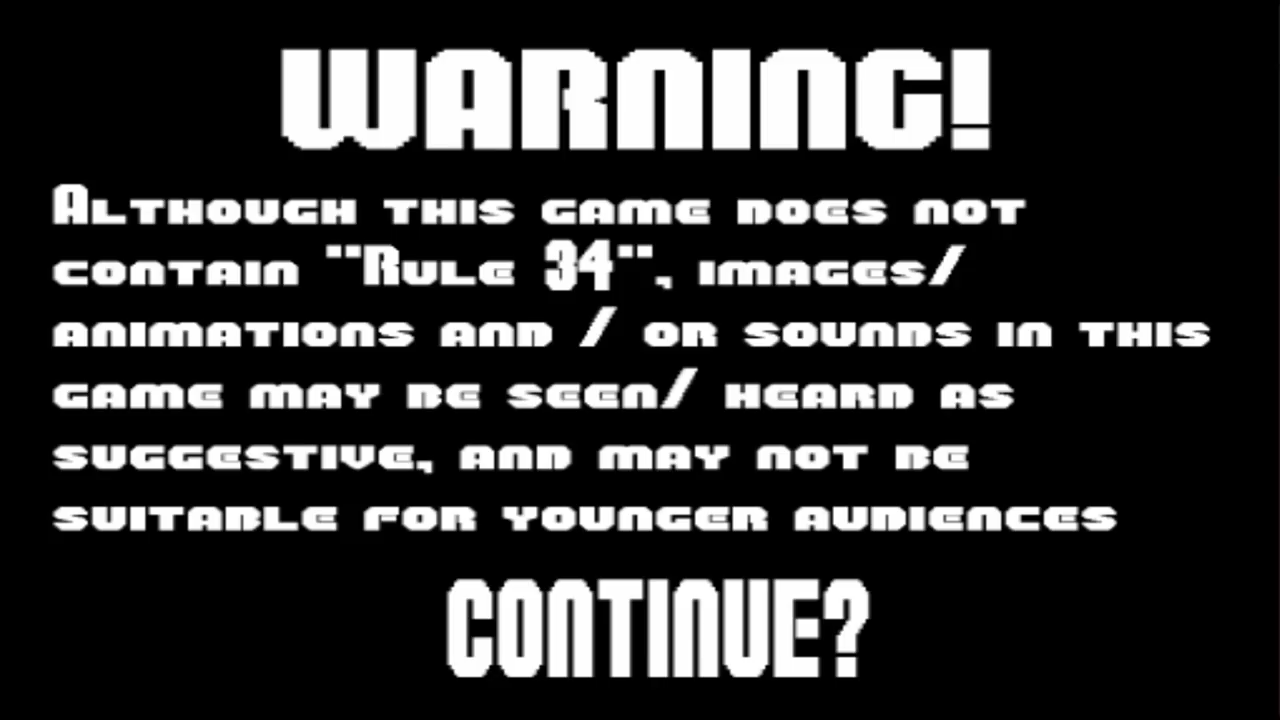 WARNING!
Although this game does not
contain "Rule 34", images/
animations and / or sounds in this
game may be seen/ heard as
suggestive, and may not be
suitable for younger audiences
CONTINUE?